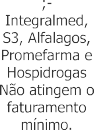 ;-
Integralmed,
S3, Alfalagos,
Promefarma e
Hospidrogas
Não atingem o
faturamento
mínimo.